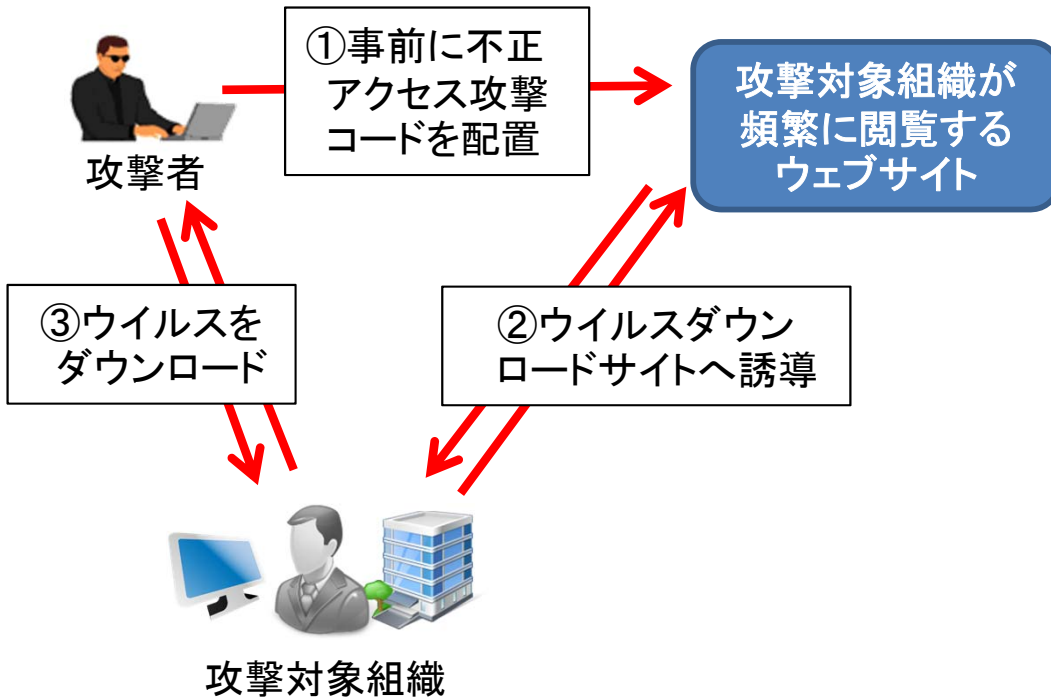 ①事前に不正
アクセス攻撃
コードを配置
攻撃対象組織が
頻繁に閲覧する
ウェブサイト
攻撃者
③ウイルスを
ダウンロード
②ウイルスダウン
ロードサイトへ誘導
攻撃対象組織